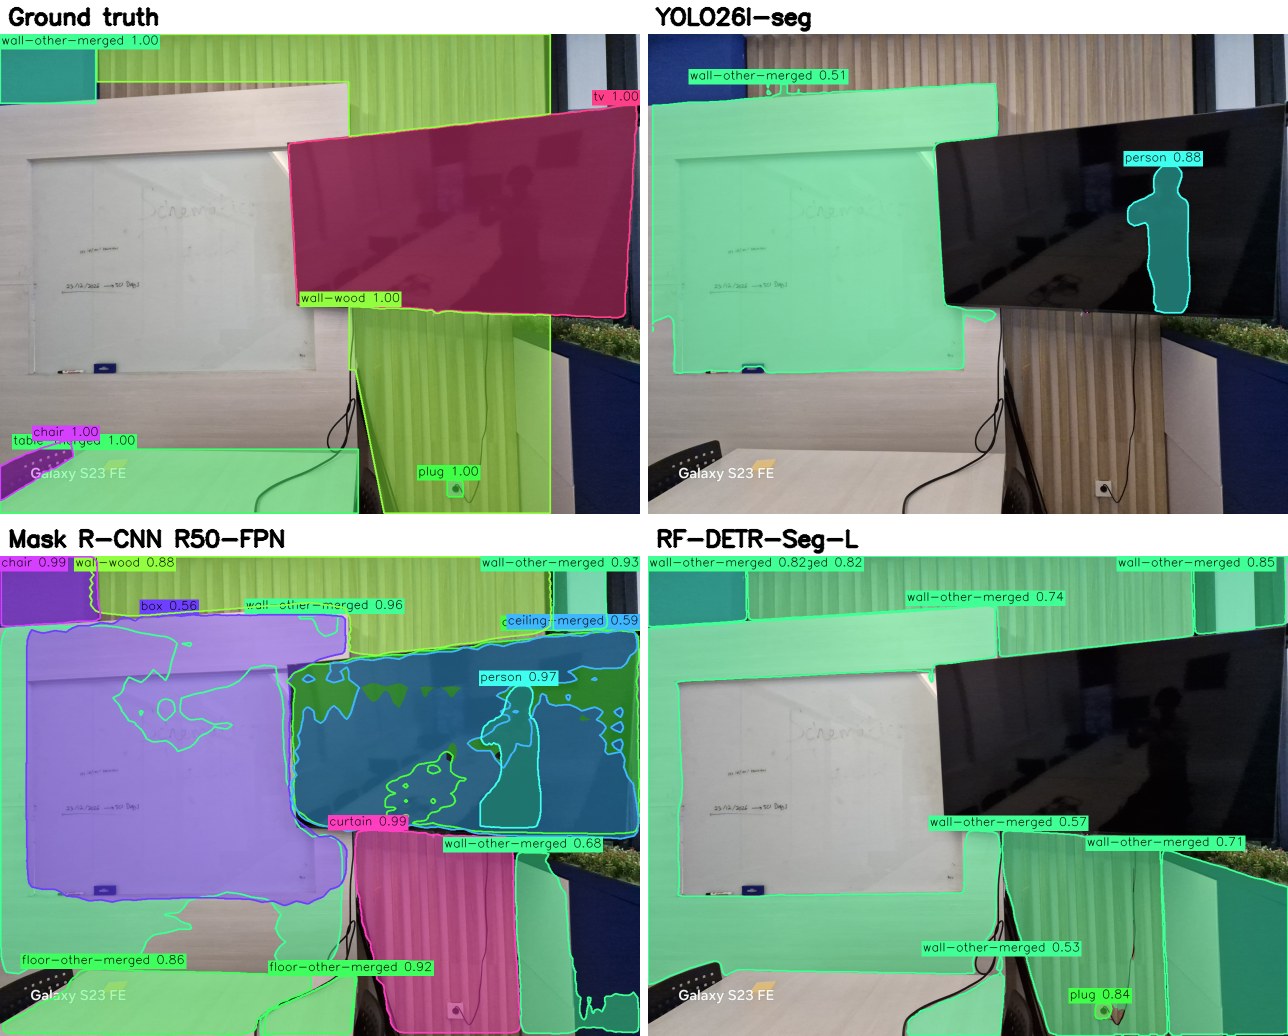 Ground truth
wall-other-merged 1.00
tv 1.00
wall-wood 1.00
chair 1.00
table-merged 1.00
plug 1.00
Galaxy S23 FE
YOLO26l-seg
wall-other-merged 0.51
person 0.88
Galaxy S23 FE
Mask R-CNN R50-FPN
chair 0.99
wall-wood 0.88
wall-other-merged 0.93
box 0.56
wall-other-merged 0.96
ceiling-merged 0.59
person 0.97
curtain 0.99
wall-other-merged 0.68
floor-other-merged 0.86
floor-other-merged 0.92
Galaxy S23 FE
RF-DETR-Seg-L
wall-other-merged 0.82
ged 0.82
wall-other-merged 0.85
wall-other-merged 0.74
wall-other-merged 0.57
wall-other-merged 0.71
wall-other-merged 0.53
plug 0.84
Galaxy S23 FE